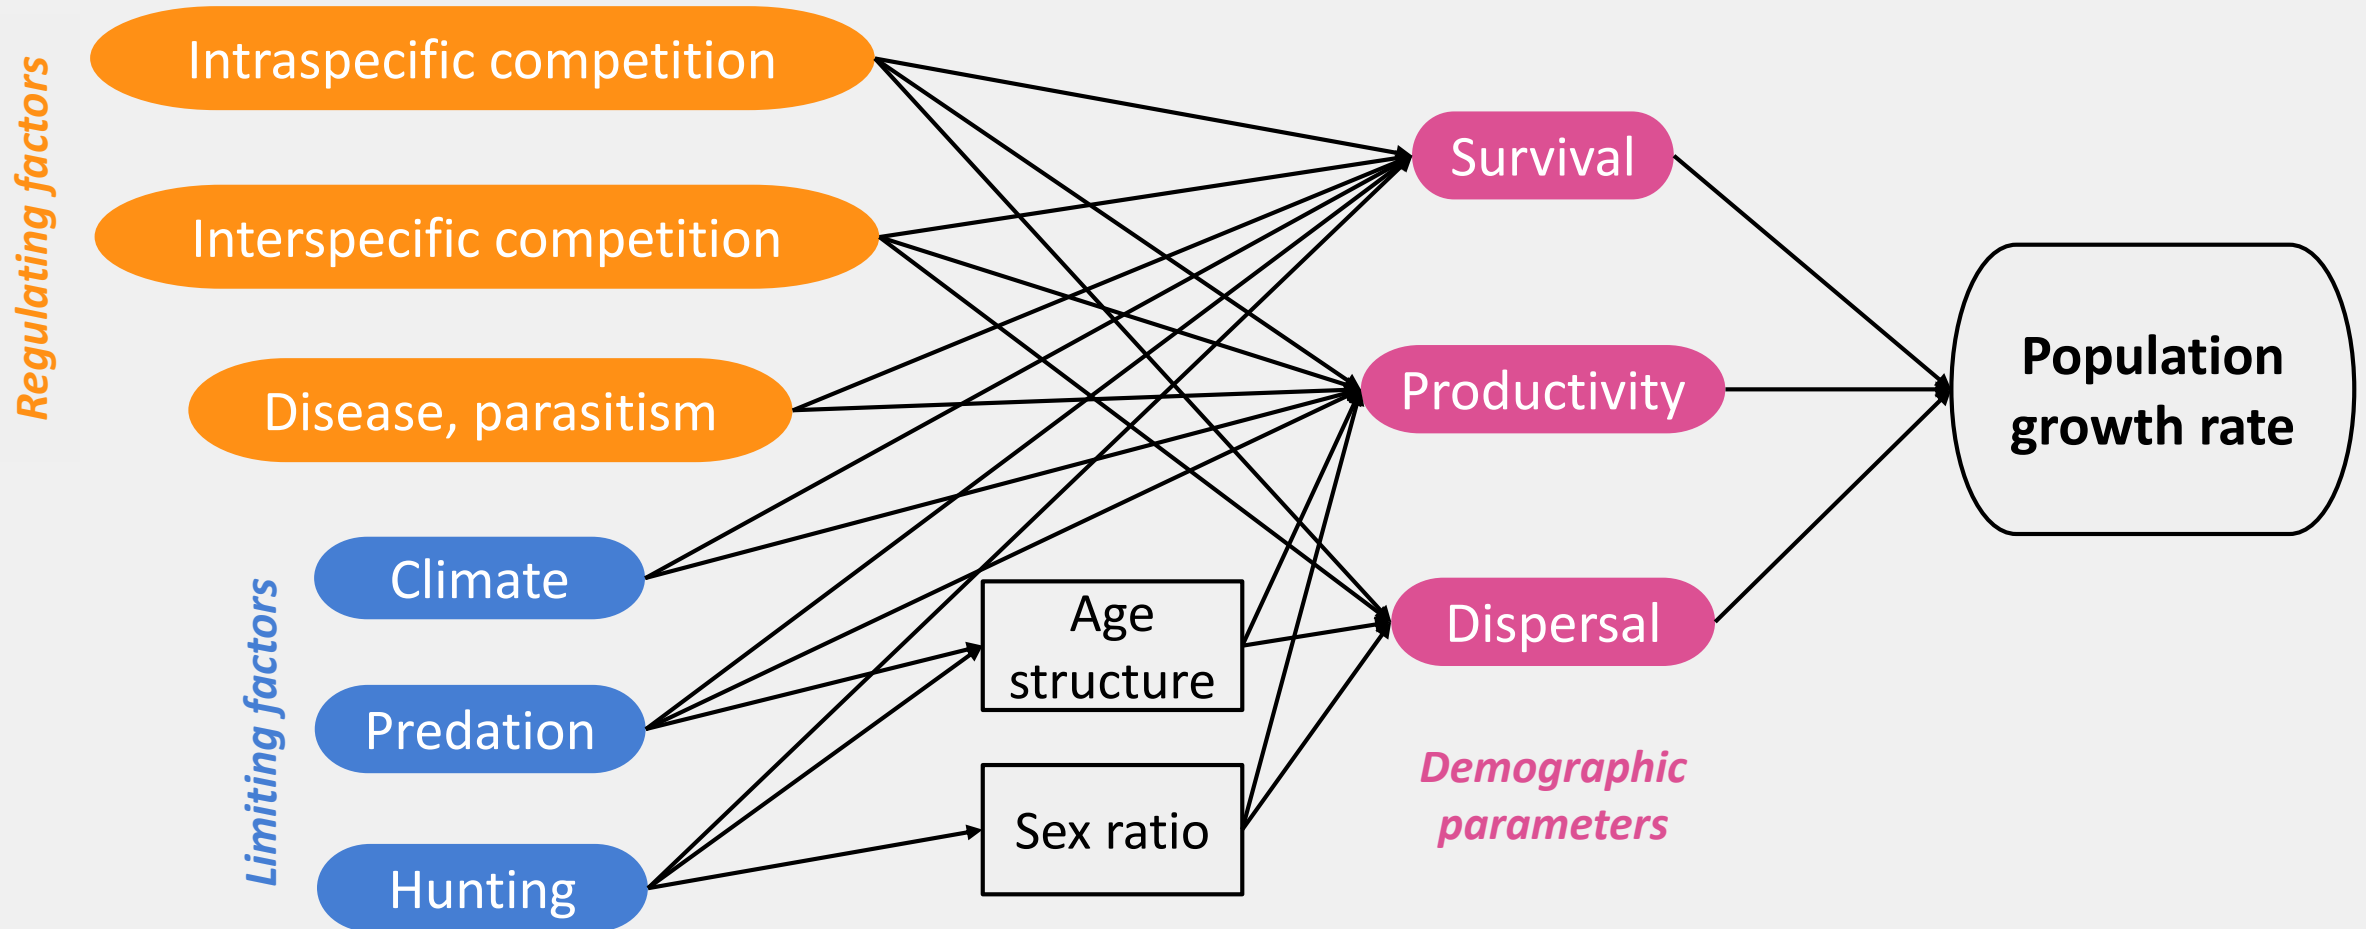 Regulating factors
Intraspecific competition
Interspecific competition
Disease, parasitism
Limiting factors
Climate
Predation
Hunting
Age
structure
Sex ratio
Survival
Productivity
Dispersal
Demographic
parameters
Population
growth rate